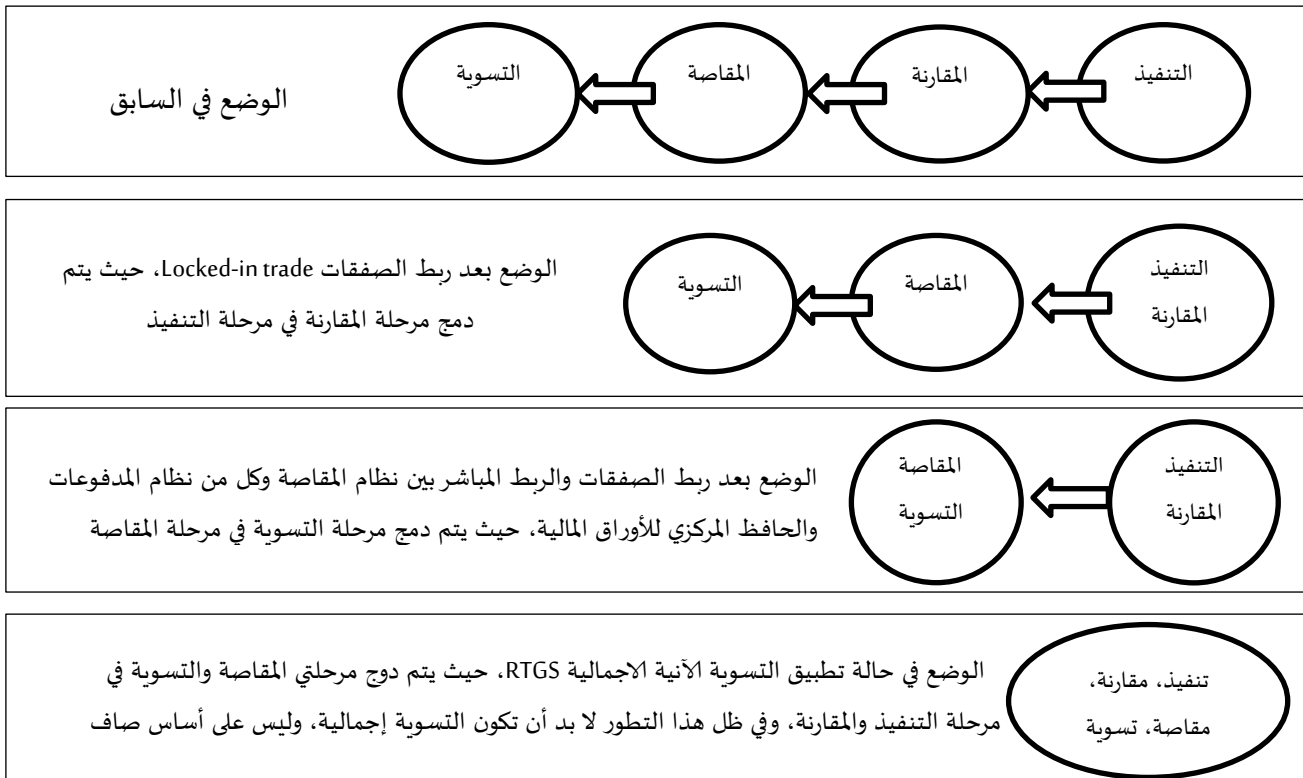 التنفيذ
المقارنة
المقاصة
التسوية
الوضع في السابق
التنفيذ
المقارنة
المقاصة
التسوية
الوضع بعد ربط الصفقات Locked-in trade، حيث يتم
دمج مرحلة المقارنة في مرحلة التنفيذ
التنفيذ
المقارنة
المقاصة
التسوية
الوضع بعد ربط الصفقات والربط المباشر بين نظام المقاصة وكل من نظام المدفوعات
والحافظ المركزي للأوراق المالية، حيث يتم دمج مرحلة التسوية في مرحلة المقاصة
تنفيذ، مقارنة،
مقاصة، تسوية
الوضع في حالة تطبيق التسوية الآنية الاجمالية RTGS، حيث يتم دوج مرحلتي المقاصة والتسوية في
مرحلة التنفيذ والمقارنة، وفي ظل هذا التطور لا بد أن تكون التسوية إجمالية، وليس على أساس صاف